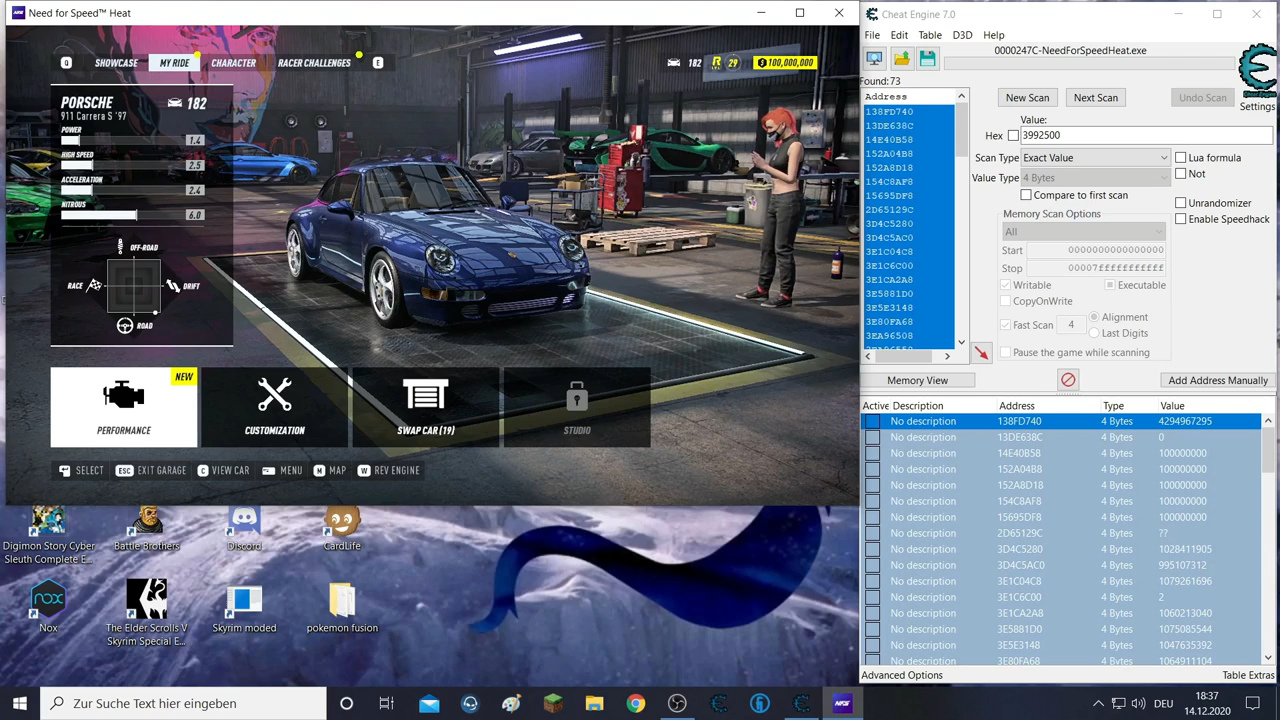 Need for Speed™ Heat
Q SHOWCASE MY RIDE CHARACTER RACER CHALLENGES E
182 29 100,000,000
PORSCHE 182
911 Carrera S '97
POWER
1.4
HIGH SPEED
2.5
ACCELERATION
2.4
NITROUS
6.0
OFF-ROAD
RACE DRIFT
ROAD
NEW
PERFORMANCE CUSTOMIZATION SWAP CAR (19) STUDIO
SELECT ESC EXIT GARAGE C VIEW CAR MENU M MAP W REV ENGINE
Digimon Story Cyber Sleuth Complete E...
Battle Brothers
Discord
CardLife
Nox
The Elder Scrolls V Skyrim Special E...
Skyrim moded
pokemon fusion
Cheat Engine 7.0
File Edit Table D3D Help
0000247C-NeedForSpeedHeat.exe
Found:73
Settings
Address
138FD740
13DE638C
14E40B58
152A04B8
152A8D18
154C8AF8
15695DF8
2D65129C
3D4C5280
3D4C5AC0
3E1C04C8
3E1C6C00
3E1CA2A8
3E5881D0
3E5E3148
3E80FA68
3EA96508
New Scan Next Scan Undo Scan
Value:
Hex 3992500
Scan Type Exact Value
Value Type 4 Bytes
Compare to first scan
Lua formula
Not
Unrandomizer
Enable Speedhack
Memory Scan Options
All
Start 0000000000000000
Stop 00007fffffffffff
Writable Executable
CopyOnWrite
Fast Scan 4 Alignment
Last Digits
Pause the game while scanning
Memory View Add Address Manually
Active Description Address Type Value
No description 138FD740 4 Bytes 4294967295
No description 13DE638C 4 Bytes 0
No description 14E40B58 4 Bytes 100000000
No description 152A04B8 4 Bytes 100000000
No description 152A8D18 4 Bytes 100000000
No description 154C8AF8 4 Bytes 100000000
No description 15695DF8 4 Bytes 100000000
No description 2D65129C 4 Bytes ??
No description 3D4C5280 4 Bytes 1028411905
No description 3D4C5AC0 4 Bytes 995107312
No description 3E1C04C8 4 Bytes 1079261696
No description 3E1C6C00 4 Bytes 2
No description 3E1CA2A8 4 Bytes 1060213040
No description 3E5881D0 4 Bytes 1075085544
No description 3E5E3148 4 Bytes 1047635392
No description 3E80FA68 4 Bytes 1064911104
Advanced Options Table Extras
Zur Suche Text hier eingeben
DEU
18:37
14.12.2020